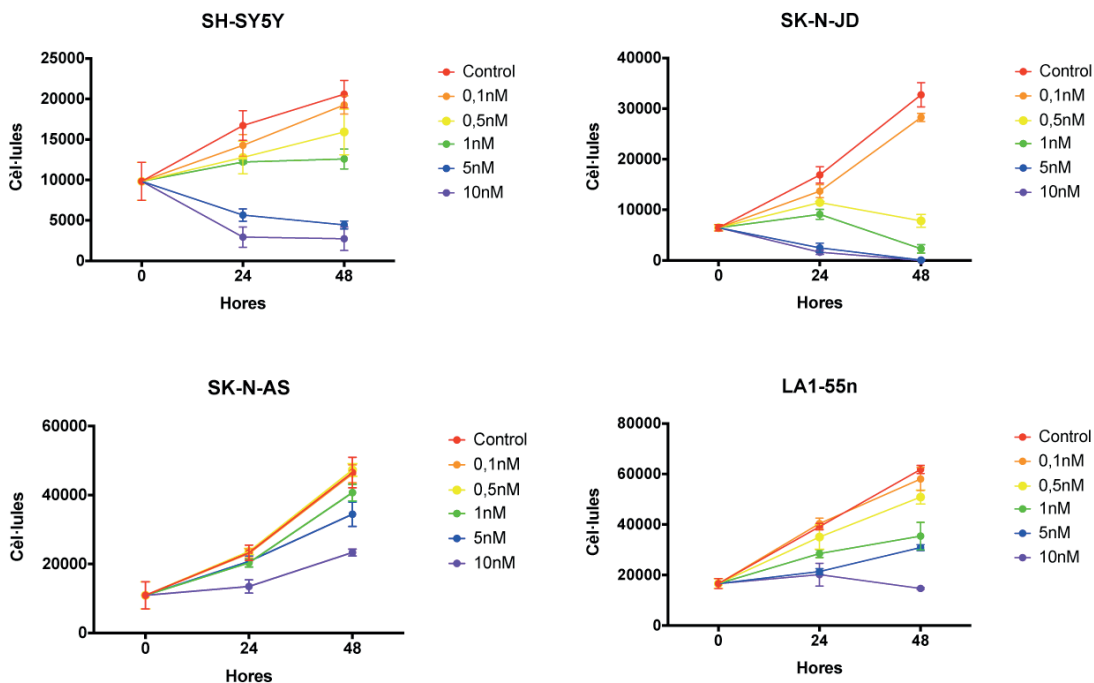 SH-SY5Y
25000
20000
15000
10000
5000
0
Cèl·lules
0
24
48
Hores
Control
0,1nM
0,5nM
1nM
5nM
10nM
SK-N-JD
40000
30000
20000
10000
0
Cèl·lules
0
24
48
Hores
Control
0,1nM
0,5nM
1nM
5nM
10nM
SK-N-AS
60000
40000
20000
0
Cèl·lules
0
24
48
Hores
Control
0,1nM
0,5nM
1nM
5nM
10nM
LA1-55n
80000
60000
40000
20000
0
Cèl·lules
0
24
48
Hores
Control
0,1nM
0,5nM
1nM
5nM
10nM